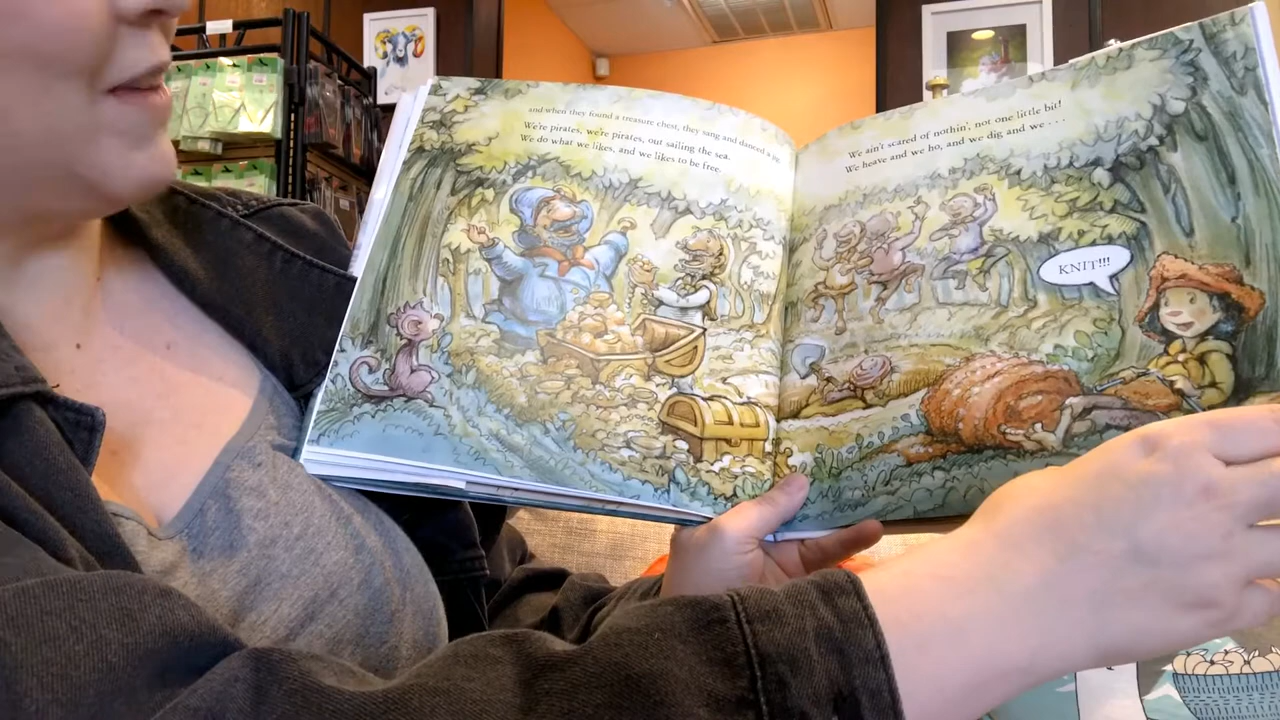 and when they found a treasure chest, they sang and danced a jig.
We're pirates, we're pirates, out sailing the sea.
We do what we likes, and we likes to be free.
We ain't scared of nothin', not one little bit!
We heave and we ho, and we dig and we . . .
KNIT!!!